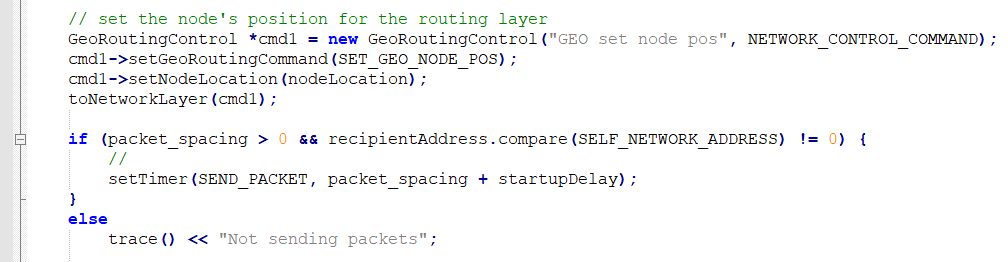 // set the node's position for the routing layer
GeoRoutingControl *cmd1 = new GeoRoutingControl("GEO set node pos", NETWORK_CONTROL_COMMAND);
cmd1->setGeoRoutingCommand(SET_GEO_NODE_POS);
cmd1->setNodeLocation(nodeLocation);
toNetworkLayer(cmd1);
if (packet_spacing > 0 && recipientAddress.compare(SELF_NETWORK_ADDRESS) != 0) {
//
setTimer(SEND_PACKET, packet_spacing + startupDelay);
}
else
trace() << "Not sending packets";